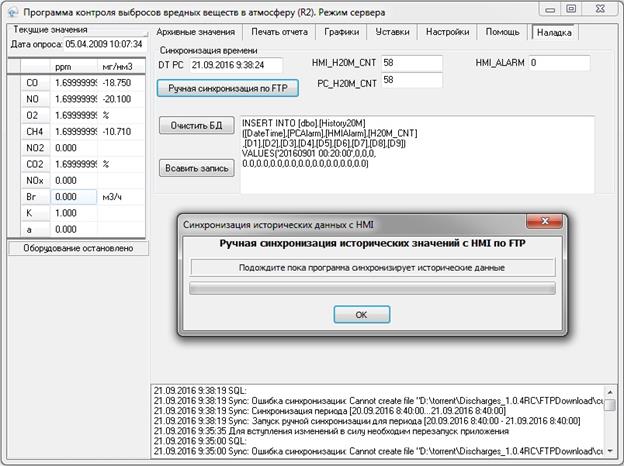 Программа контроля выбросов вредных веществ в атмосферу (R2). Режим сервера
Текущие значения
Дата опроса: 05.04.2009 10:07:34
ppm мг/нм3
CO 1.69999999 -18.750
NO 1.69999999 -20.100
O2 1.69999999 %
CH4 1.69999999 -10.710
NO2 0.000
CO2 1.69999999 %
NOx 0.000
Вг 0.000 м3/ч
K 1.000
a 0.000
Оборудование остановлено
Архивные значения Печать отчета Графики Уставки Настройки Помощь Наладка
Синхронизация времени
DT PC 21.09.2016 9:38:24 HMI_H20M_CNT 58 HMI_ALARM 0
Ручная синхронизация по FTP PC_H20M_CNT 58
Очистить БД
Всавить запись
INSERT INTO [dbo].[History20M]
([DateTime],[PCAlarm],[HMIAlarm],[H20M_CNT]
,[D1],[D2],[D3],[D4],[D5],[D6],[D7],[D8],[D9])
VALUES('20160901 00:20:00',0,0,0,
0.0,0.0,0.0,0.0,0.0,0.0,0.0,0.0,0.0)
Синхронизация исторических данных с HMI
Ручная синхронизация исторических значений с HMI по FTP
Подождите пока программа синхронизирует исторические данные
OK
21.09.2016 9:38:19 SQL:
21.09.2016 9:38:19 Sync: Ошибка синхронизации: Cannot create file "D:\torrent\Discharges_1.0.4RC\FTPDownload\cu
21.09.2016 9:38:19 Sync: Синхронизация периода [20.09.2016 8:40:00...21.09.2016 8:40:00]
21.09.2016 9:38:19 Sync: Запуск ручной синхронизации для периода [20.09.2016 8:40:00 - 21.09.2016 8:40:00]
21.09.2016 9:35:35 Для вступления изменений в силу необходим перезапуск приложения
21.09.2016 9:35:00 SQL:
21.09.2016 9:35:00 Sync: Ошибка синхронизации: Cannot create file "D:\torrent\Discharges_1.0.4RC\FTPDownload\cu